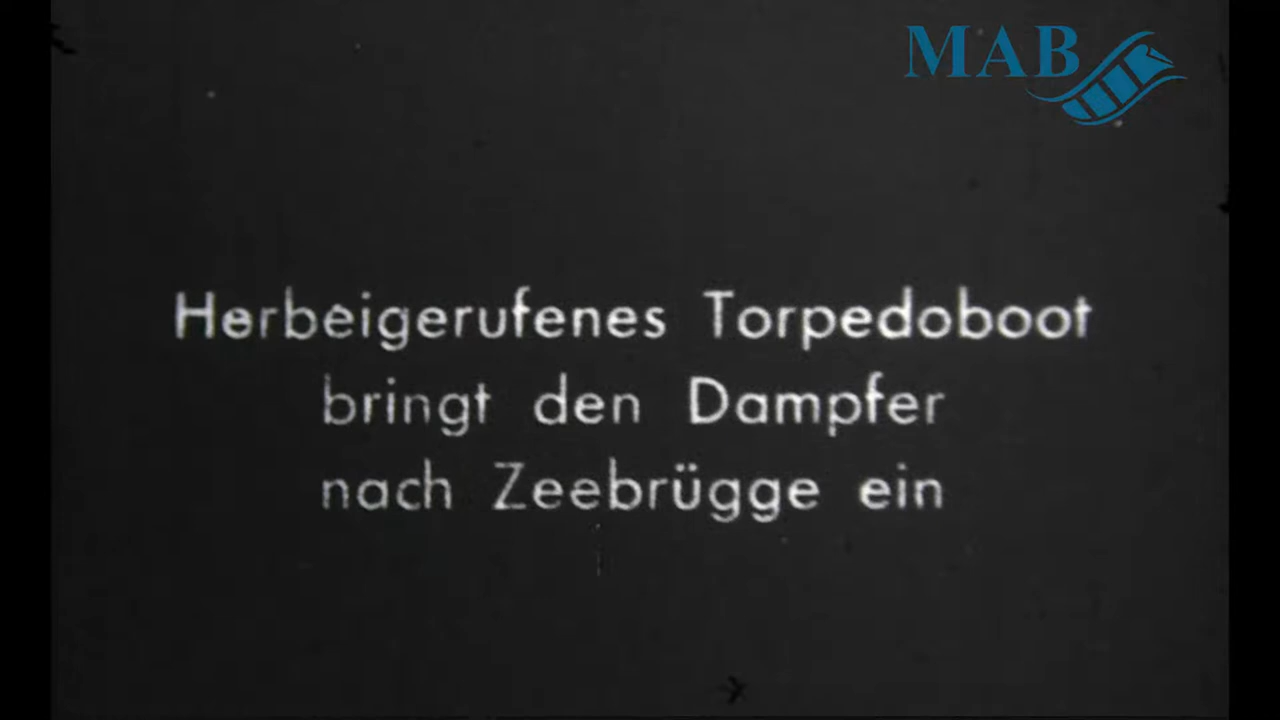 MAB
Herbeigerufenes Torpedoboot
bringt den Dampfer
nach Zeebrügge ein